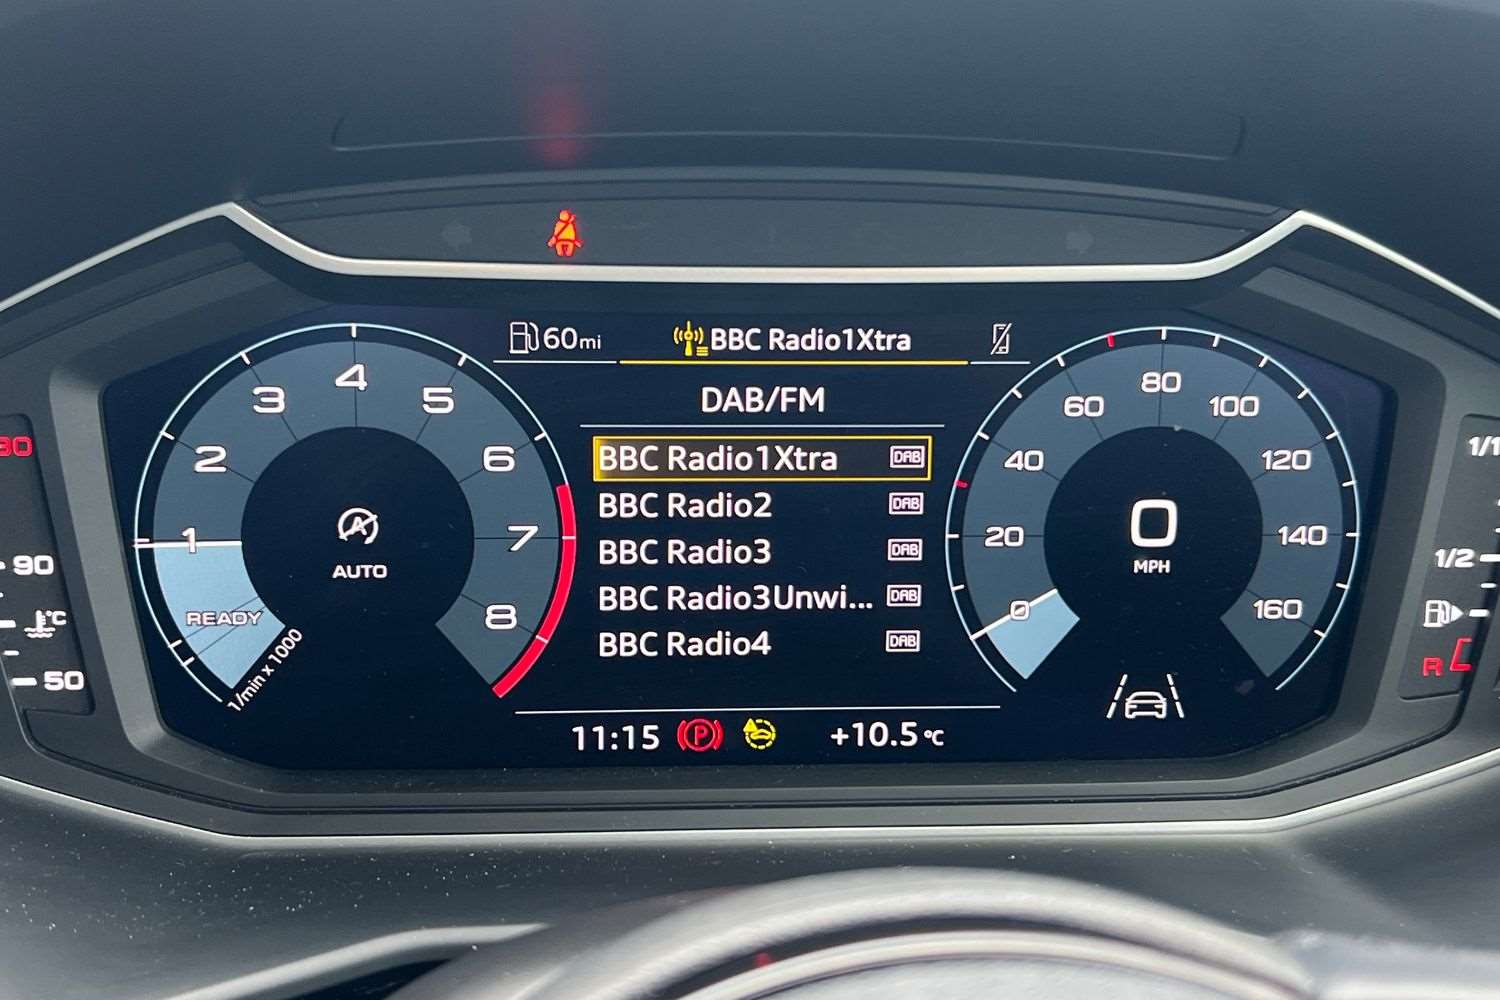 60mi
BBC Radio1Xtra
DAB/FM
BBC Radio1Xtra DAB
BBC Radio2 DAB
BBC Radio3 DAB
BBC Radio3Unwi... DAB
BBC Radio4 DAB
11:15 P +10.5 °C
1 2 3 4 5 6 7 8
A
AUTO
READY
1/min x 1000
0 20 40 60 80 100 120 140 160
0
MPH
90
°C
50
1/2
R